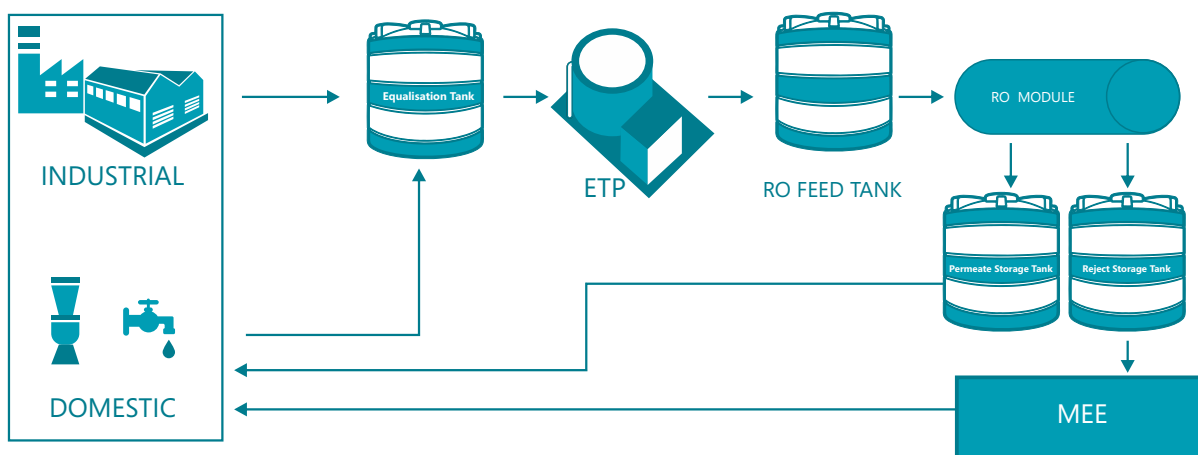 INDUSTRIAL
DOMESTIC
Equalisation Tank
ETP
RO FEED TANK
RO MODULE
Permeate Storage Tank
Reject Storage Tank
MEE